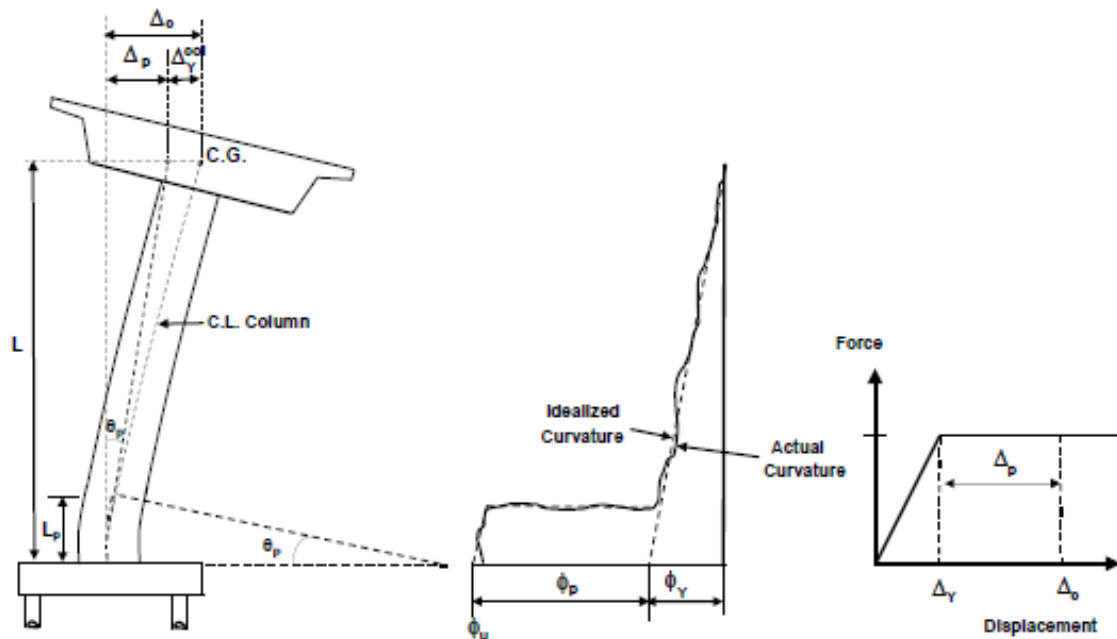 Δo
Δp ΔYcol
C.G.
C.L. Column
L
θp
Lp
θp
Idealized
Curvature
Actual
Curvature
ϕp ϕY
ϕu
Force
Δp
ΔY Δo
Displacement